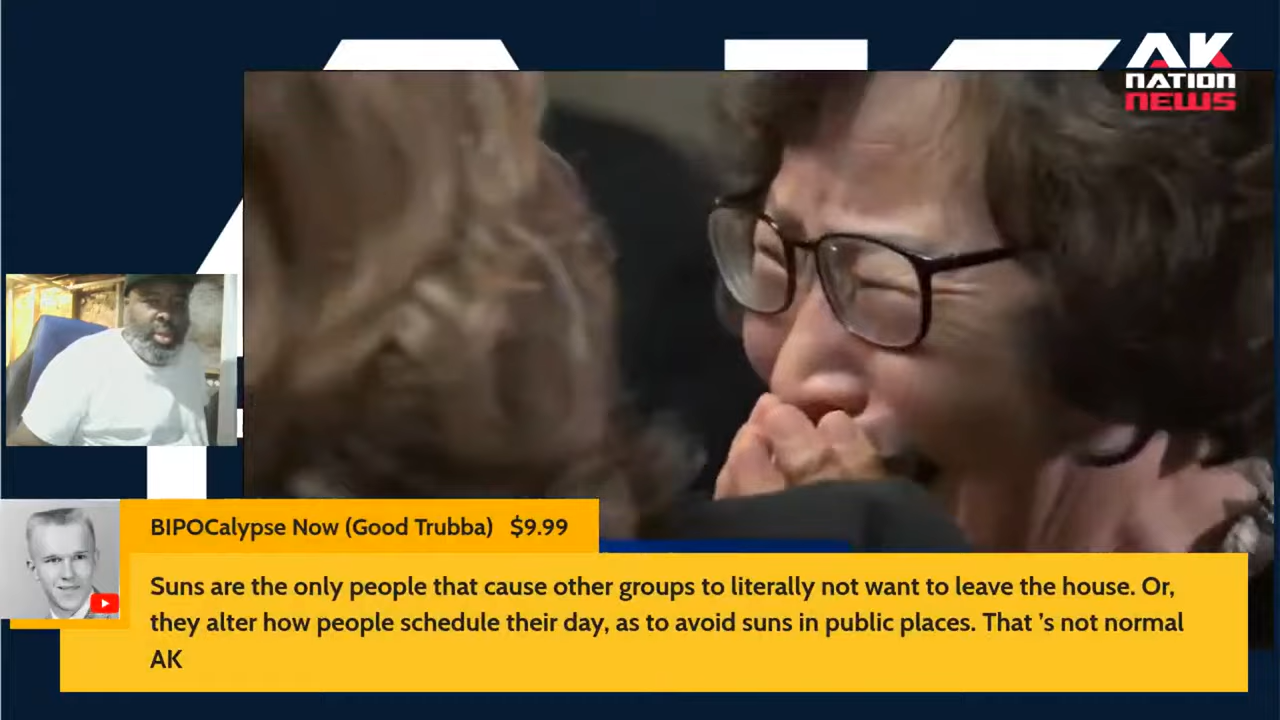 AK
NATION
NEWS
BIPOCalypse Now (Good Trubba) $9.99
Suns are the only people that cause other groups to literally not want to leave the house. Or,
they alter how people schedule their day, as to avoid suns in public places. That 's not normal
AK